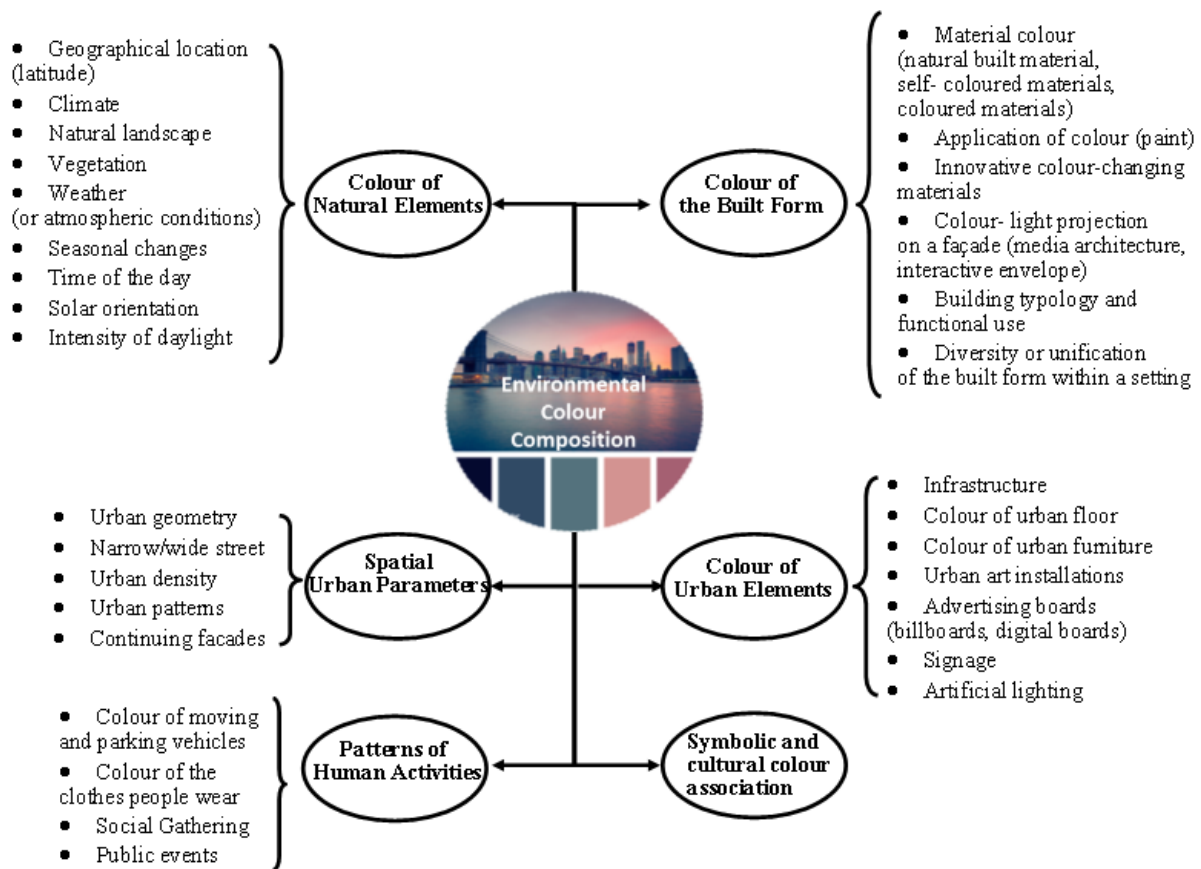 ● Geographical location
(latitude)
● Climate
● Natural landscape
● Vegetation
● Weather
(or atmospheric conditions)
● Seasonal changes
● Time of the day
● Solar orientation
● Intensity of daylight
Colour of
Natural Elements
Colour of
the Built Form
● Material colour
(natural built material,
self- coloured materials,
coloured materials)
● Application of colour (paint)
● Innovative colour-changing
materials
● Colour- light projection
on a façade (media architecture,
interactive envelope)
● Building typology and
functional use
● Diversity or unification
of the built form within a setting
Environmental
Colour
Composition
● Urban geometry
● Narrow/wide street
● Urban density
● Urban patterns
● Continuing facades
Spatial
Urban Parameters
Colour of
Urban Elements
● Infrastructure
● Colour of urban floor
● Colour of urban furniture
● Urban art installations
● Advertising boards
(billboards, digital boards)
● Signage
● Artificial lighting
● Colour of moving
and parking vehicles
● Colour of the
clothes people wear
● Social Gathering
● Public events
Patterns of
Human Activities
Symbolic and
cultural colour
association